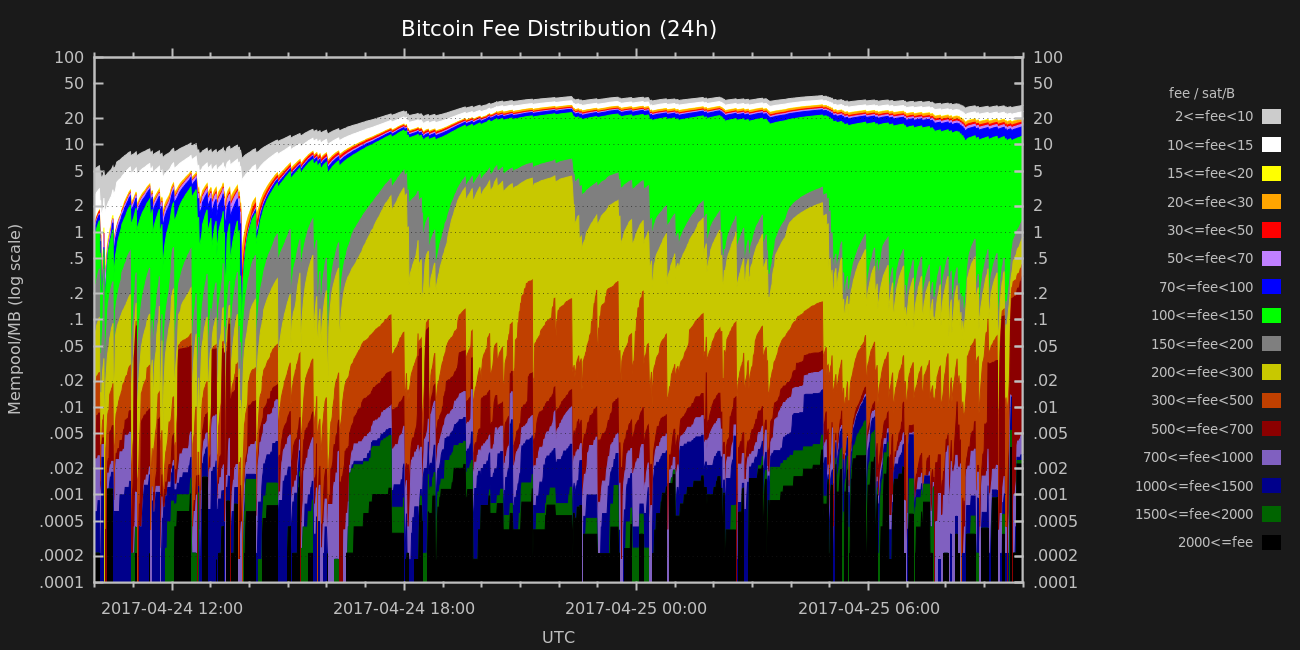 Bitcoin Fee Distribution (24h)
Mempool/MB (log scale)
100
50
20
10
5
2
1
.5
.2
.1
.05
.02
.01
.005
.002
.001
.0005
.0002
.0001
100
50
20
10
5
2
1
.5
.2
.1
.05
.02
.01
.005
.002
.001
.0005
.0002
.0001
2017-04-24 12:00
2017-04-24 18:00
2017-04-25 00:00
2017-04-25 06:00
UTC
fee / sat/B
2<=fee<10
10<=fee<15
15<=fee<20
20<=fee<30
30<=fee<50
50<=fee<70
70<=fee<100
100<=fee<150
150<=fee<200
200<=fee<300
300<=fee<500
500<=fee<700
700<=fee<1000
1000<=fee<1500
1500<=fee<2000
2000<=fee